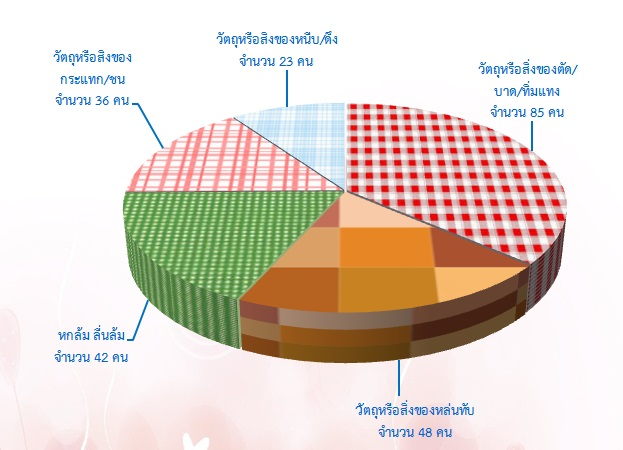 วัตถุหรือสิ่งของหนีบ/ดึง
จำนวน 23 คน
วัตถุหรือสิ่งของ
กระแทก/ชน
จำนวน 36 คน
วัตถุหรือสิ่งของตัด/
บาด/ทิ่มแทง
จำนวน 85 คน
หกล้ม ลื่นล้ม
จำนวน 42 คน
วัตถุหรือสิ่งของหล่นทับ
จำนวน 48 คน